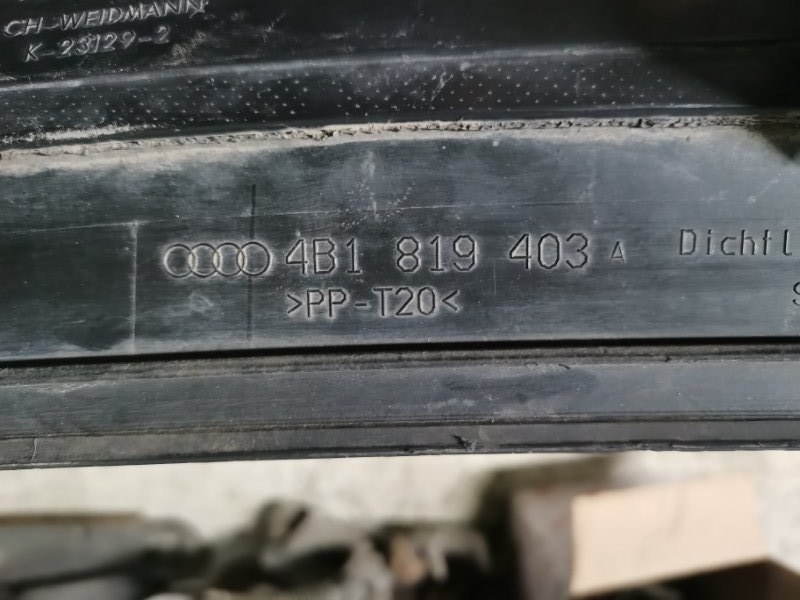 CH-WEIDMANN
K-23129-2
4B1 819 403 A
>PP-T20<
Dichtl